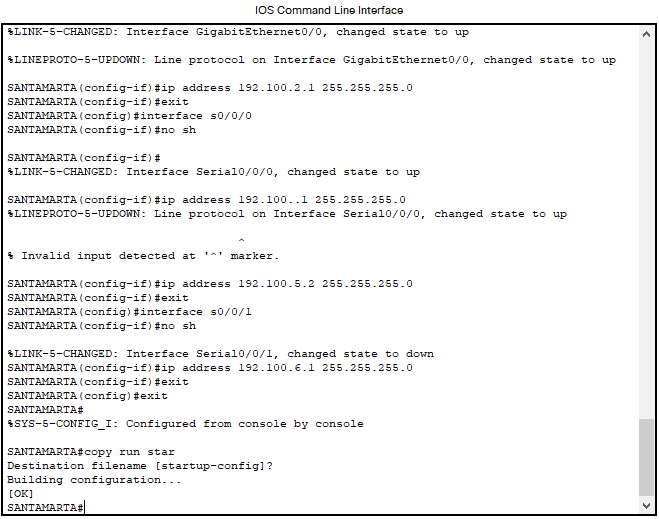 IOS Command Line Interface
%LINK-5-CHANGED: Interface GigabitEthernet0/0, changed state to up
%LINEPROTO-5-UPDOWN: Line protocol on Interface GigabitEthernet0/0, changed state to up
SANTAMARTA(config-if)#ip address 192.100.2.1 255.255.255.0
SANTAMARTA(config-if)#exit
SANTAMARTA(config)#interface s0/0/0
SANTAMARTA(config-if)#no sh
SANTAMARTA(config-if)#
%LINK-5-CHANGED: Interface Serial0/0/0, changed state to up
SANTAMARTA(config-if)#ip address 192.100..1 255.255.255.0
%LINEPROTO-5-UPDOWN: Line protocol on Interface Serial0/0/0, changed state to up
^
% Invalid input detected at '^' marker.
SANTAMARTA(config-if)#ip address 192.100.5.2 255.255.255.0
SANTAMARTA(config-if)#exit
SANTAMARTA(config)#interface s0/0/1
SANTAMARTA(config-if)#no sh
%LINK-5-CHANGED: Interface Serial0/0/1, changed state to down
SANTAMARTA(config-if)#ip address 192.100.6.1 255.255.255.0
SANTAMARTA(config-if)#exit
SANTAMARTA(config)#exit
SANTAMARTA#
%SYS-5-CONFIG_I: Configured from console by console
SANTAMARTA#copy run star
Destination filename [startup-config]?
Building configuration...
[OK]
SANTAMARTA#